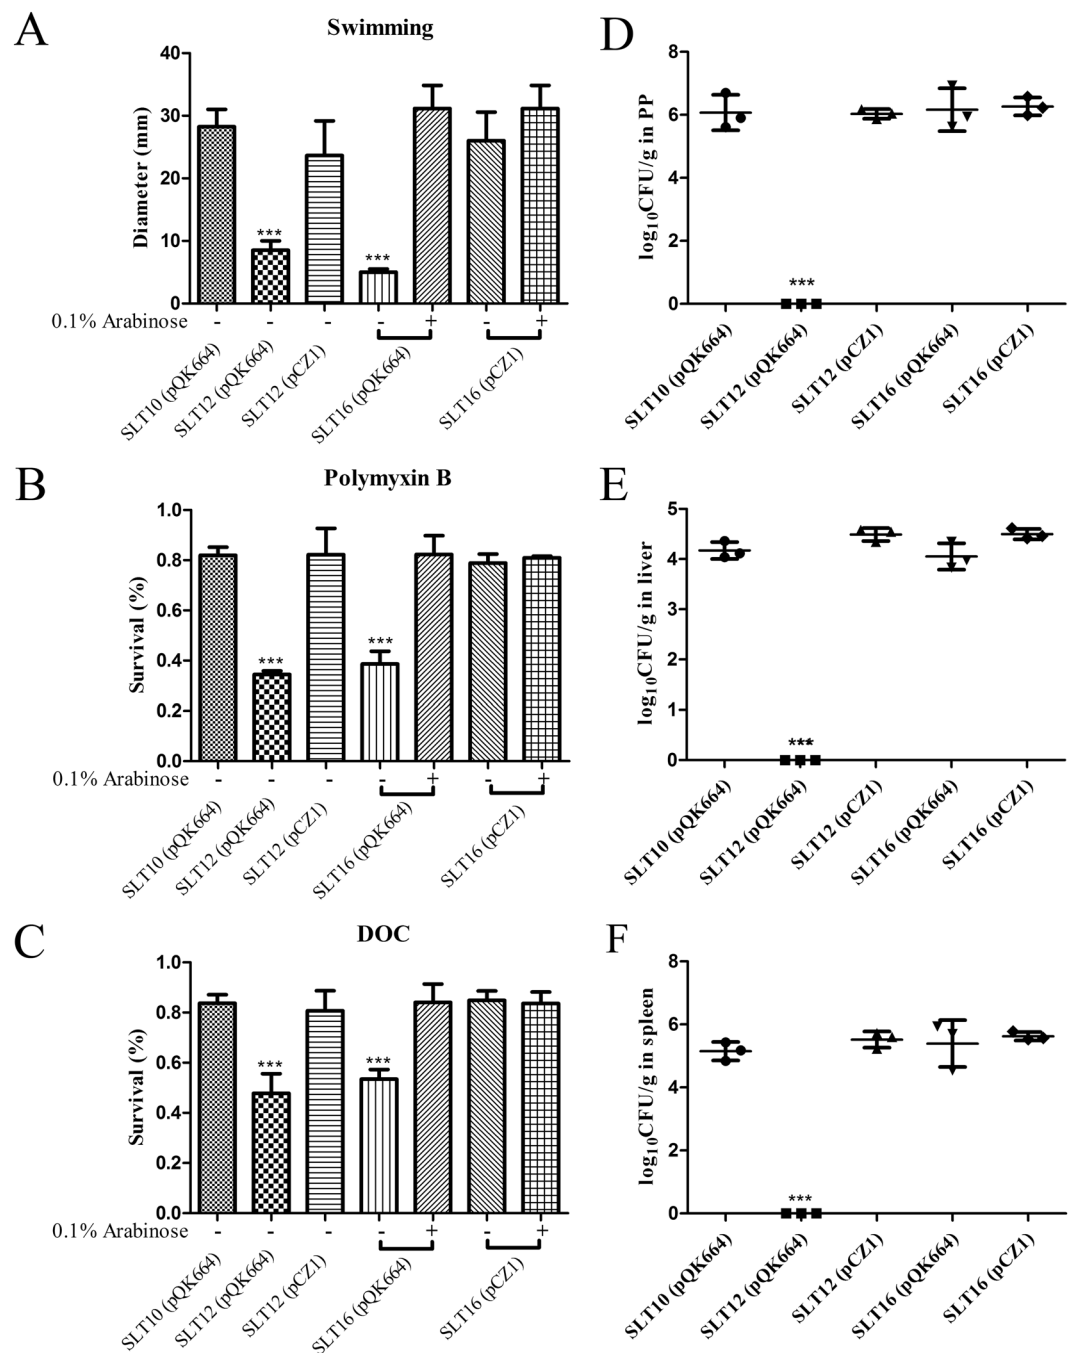 A
Swimming
Diameter (mm)
40
30
20
10
0
***
***
0.1% Arabinose - - - - + - +
SLT10 (pQK664)
SLT12 (pQK664)
SLT12 (pCZ1)
SLT16 (pQK664)
SLT16 (pCZ1)
D
log10CFU/g in PP
8
6
4
2
0
***
SLT10 (pQK664)
SLT12 (pQK664)
SLT12 (pCZ1)
SLT16 (pQK664)
SLT16 (pCZ1)
B
Polymyxin B
Survival (%)
1.0
0.8
0.6
0.4
0.2
0.0
***
***
0.1% Arabinose - - - - + - +
SLT10 (pQK664)
SLT12 (pQK664)
SLT12 (pCZ1)
SLT16 (pQK664)
SLT16 (pCZ1)
E
log10CFU/g in liver
5
4
3
2
1
0
***
SLT10 (pQK664)
SLT12 (pQK664)
SLT12 (pCZ1)
SLT16 (pQK664)
SLT16 (pCZ1)
C
DOC
Survival (%)
1.0
0.8
0.6
0.4
0.2
0.0
***
***
0.1% Arabinose - - - - + - +
SLT10 (pQK664)
SLT12 (pQK664)
SLT12 (pCZ1)
SLT16 (pQK664)
SLT16 (pCZ1)
F
log10CFU/g in spleen
8
6
4
2
0
***
SLT10 (pQK664)
SLT12 (pQK664)
SLT12 (pCZ1)
SLT16 (pQK664)
SLT16 (pCZ1)